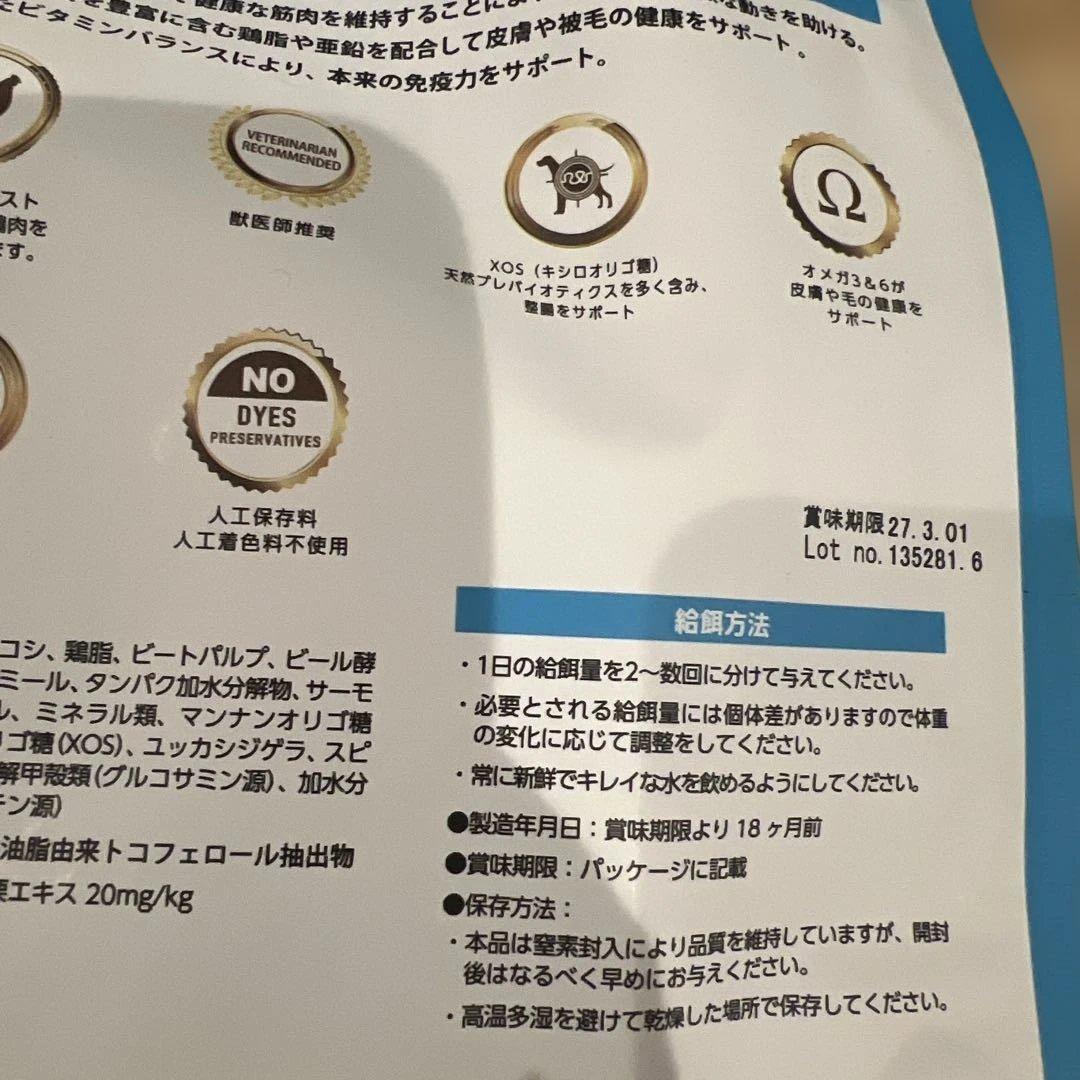 健康な筋肉を維持することによ
な動きを助ける。
を豊富に含む鶏脂や亜鉛を配合して皮膚や被毛の健康をサポート。
たビタミンバランスにより、本来の免疫力をサポート。
スト
鶏肉を
ます。
VETERINARIAN
RECOMMENDED
獣医師推奨
XOS（キシロオリゴ糖）
天然プレバイオティクスを多く含み、
整腸をサポート
Ω
オメガ3&6が
皮膚や毛の健康を
サポート
NO
DYES
PRESERVATIVES
人工保存料
人工着色料不使用
賞味期限27.3.01
Lot no.135281.6
コシ、鶏脂、ビートパルプ、ビール酵
ミール、タンパク加水分解物、サーモ
ル、ミネラル類、マンナンオリゴ糖
リゴ糖(XOS)、ユッカシジゲラ、スピ
解甲殻類(グルコサミン源)、加水分
チン源)
油脂由来トコフェロール抽出物
エキス 20mg/kg
給餌方法
・1日の給餌量を2～数回に分けて与えてください。
・必要とされる給餌量には個体差がありますので体重
の変化に応じて調整をしてください。
・常に新鮮でキレイな水を飲めるようにしてください。
●製造年月日：賞味期限より18ヶ月前
●賞味期限：パッケージに記載
●保存方法：
・本品は窒素封入により品質を維持していますが、開封
後はなるべく早めにお与えください。
・高温多湿を避けて乾燥した場所で保存してください。